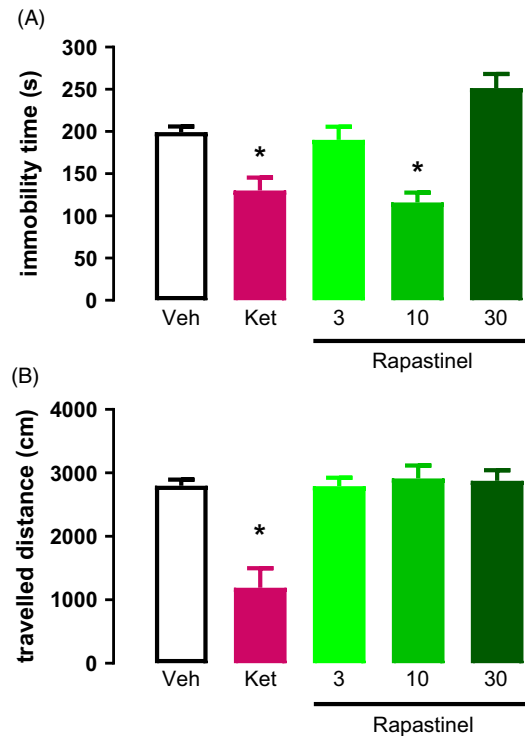 (A)
immobility time (s)
300
250
200
150
100
50
0
*
*
Veh Ket 3 10 30
Rapastinel
(B)
travelled distance (cm)
4000
3000
2000
1000
0
*
Veh Ket 3 10 30
Rapastinel